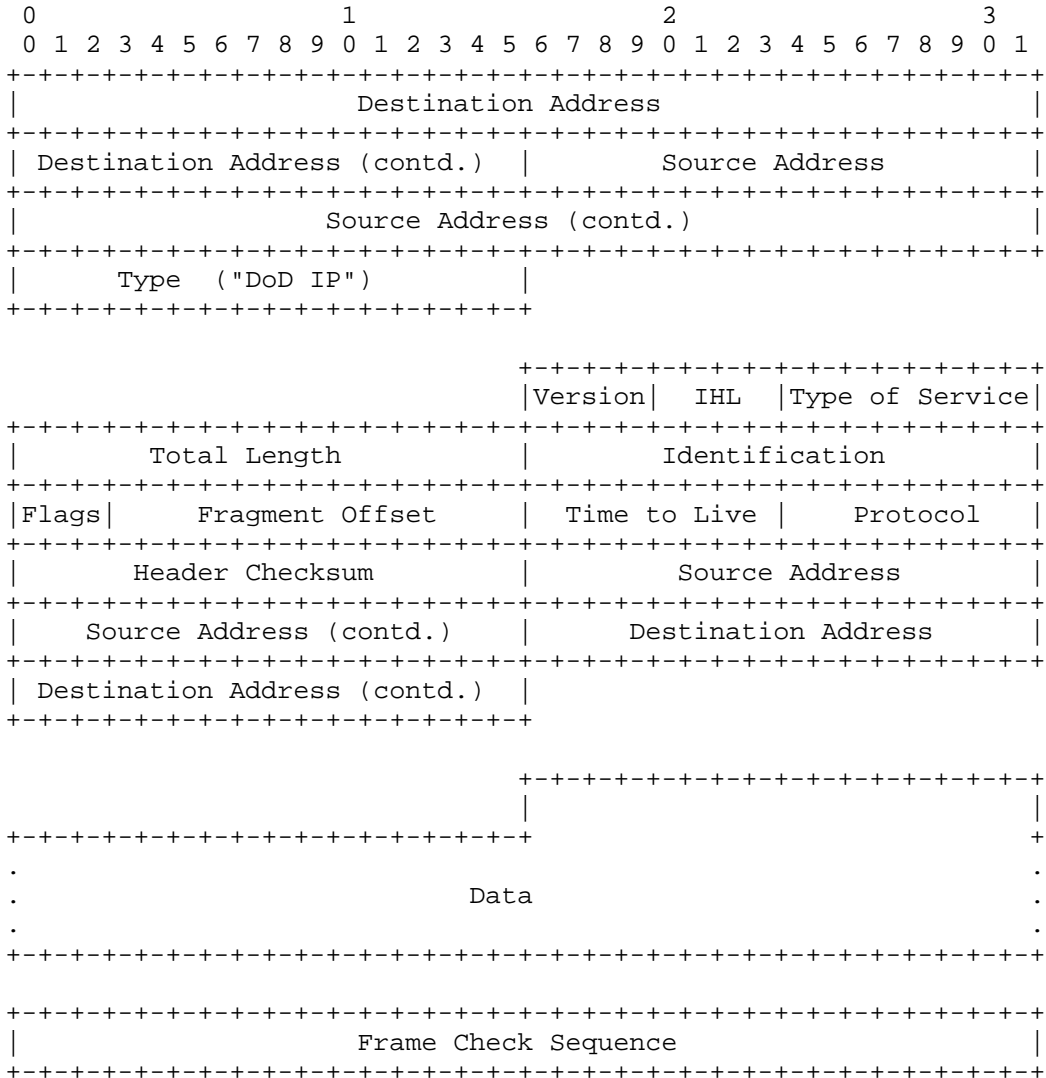 0                   1                   2                   3
 0 1 2 3 4 5 6 7 8 9 0 1 2 3 4 5 6 7 8 9 0 1 2 3 4 5 6 7 8 9 0 1
+-+-+-+-+-+-+-+-+-+-+-+-+-+-+-+-+-+-+-+-+-+-+-+-+-+-+-+-+-+-+-+-+
|                     Destination Address                       |
+-+-+-+-+-+-+-+-+-+-+-+-+-+-+-+-+-+-+-+-+-+-+-+-+-+-+-+-+-+-+-+-+
| Destination Address (contd.)  |        Source Address         |
+-+-+-+-+-+-+-+-+-+-+-+-+-+-+-+-+-+-+-+-+-+-+-+-+-+-+-+-+-+-+-+-+
|                   Source Address (contd.)                     |
+-+-+-+-+-+-+-+-+-+-+-+-+-+-+-+-+-+-+-+-+-+-+-+-+-+-+-+-+-+-+-+-+
|      Type  ("DoD IP")         |
+-+-+-+-+-+-+-+-+-+-+-+-+-+-+-+-+

                                +-+-+-+-+-+-+-+-+-+-+-+-+-+-+-+-+
                                |Version|  IHL  |Type of Service|
+-+-+-+-+-+-+-+-+-+-+-+-+-+-+-+-+-+-+-+-+-+-+-+-+-+-+-+-+-+-+-+-+
|        Total Length           |        Identification         |
+-+-+-+-+-+-+-+-+-+-+-+-+-+-+-+-+-+-+-+-+-+-+-+-+-+-+-+-+-+-+-+-+
|Flags|     Fragment Offset     |  Time to Live |    Protocol   |
+-+-+-+-+-+-+-+-+-+-+-+-+-+-+-+-+-+-+-+-+-+-+-+-+-+-+-+-+-+-+-+-+
|       Header Checksum         |         Source Address        |
+-+-+-+-+-+-+-+-+-+-+-+-+-+-+-+-+-+-+-+-+-+-+-+-+-+-+-+-+-+-+-+-+
|    Source Address (contd.)    |      Destination Address      |
+-+-+-+-+-+-+-+-+-+-+-+-+-+-+-+-+-+-+-+-+-+-+-+-+-+-+-+-+-+-+-+-+
| Destination Address (contd.)  |
+-+-+-+-+-+-+-+-+-+-+-+-+-+-+-+-+

                                +-+-+-+-+-+-+-+-+-+-+-+-+-+-+-+-+
                                |                               |
+-+-+-+-+-+-+-+-+-+-+-+-+-+-+-+-+                               +
.                                                               .
.                            Data                               .
.                                                               .
+-+-+-+-+-+-+-+-+-+-+-+-+-+-+-+-+-+-+-+-+-+-+-+-+-+-+-+-+-+-+-+-+

+-+-+-+-+-+-+-+-+-+-+-+-+-+-+-+-+-+-+-+-+-+-+-+-+-+-+-+-+-+-+-+-+
|                     Frame Check Sequence                      |
+-+-+-+-+-+-+-+-+-+-+-+-+-+-+-+-+-+-+-+-+-+-+-+-+-+-+-+-+-+-+-+-+